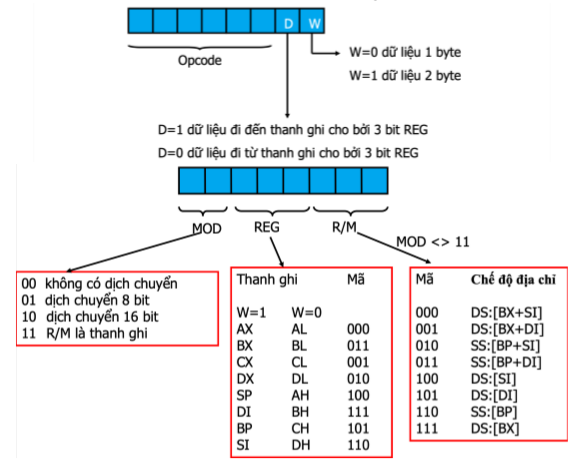 D W
Opcode
W=0 dữ liệu 1 byte
W=1 dữ liệu 2 byte
D=1 dữ liệu đi đến thanh ghi cho bởi 3 bit REG
D=0 dữ liệu đi từ thanh ghi cho bởi 3 bit REG
MOD REG R/M
MOD <> 11
00 không có dịch chuyển
01 dịch chuyển 8 bit
10 dịch chuyển 16 bit
11 R/M là thanh ghi
Thanh ghi Mã
W=1 W=0
AX AL 000
BX BL 011
CX CL 001
DX DL 010
SP AH 100
DI BH 111
BP CH 101
SI DH 110
Mã Chế độ địa chỉ
000 DS:[BX+SI]
001 DS:[BX+DI]
010 SS:[BP+SI]
011 SS:[BP+DI]
100 DS:[SI]
101 DS:[DI]
110 SS:[BP]
111 DS:[BX]